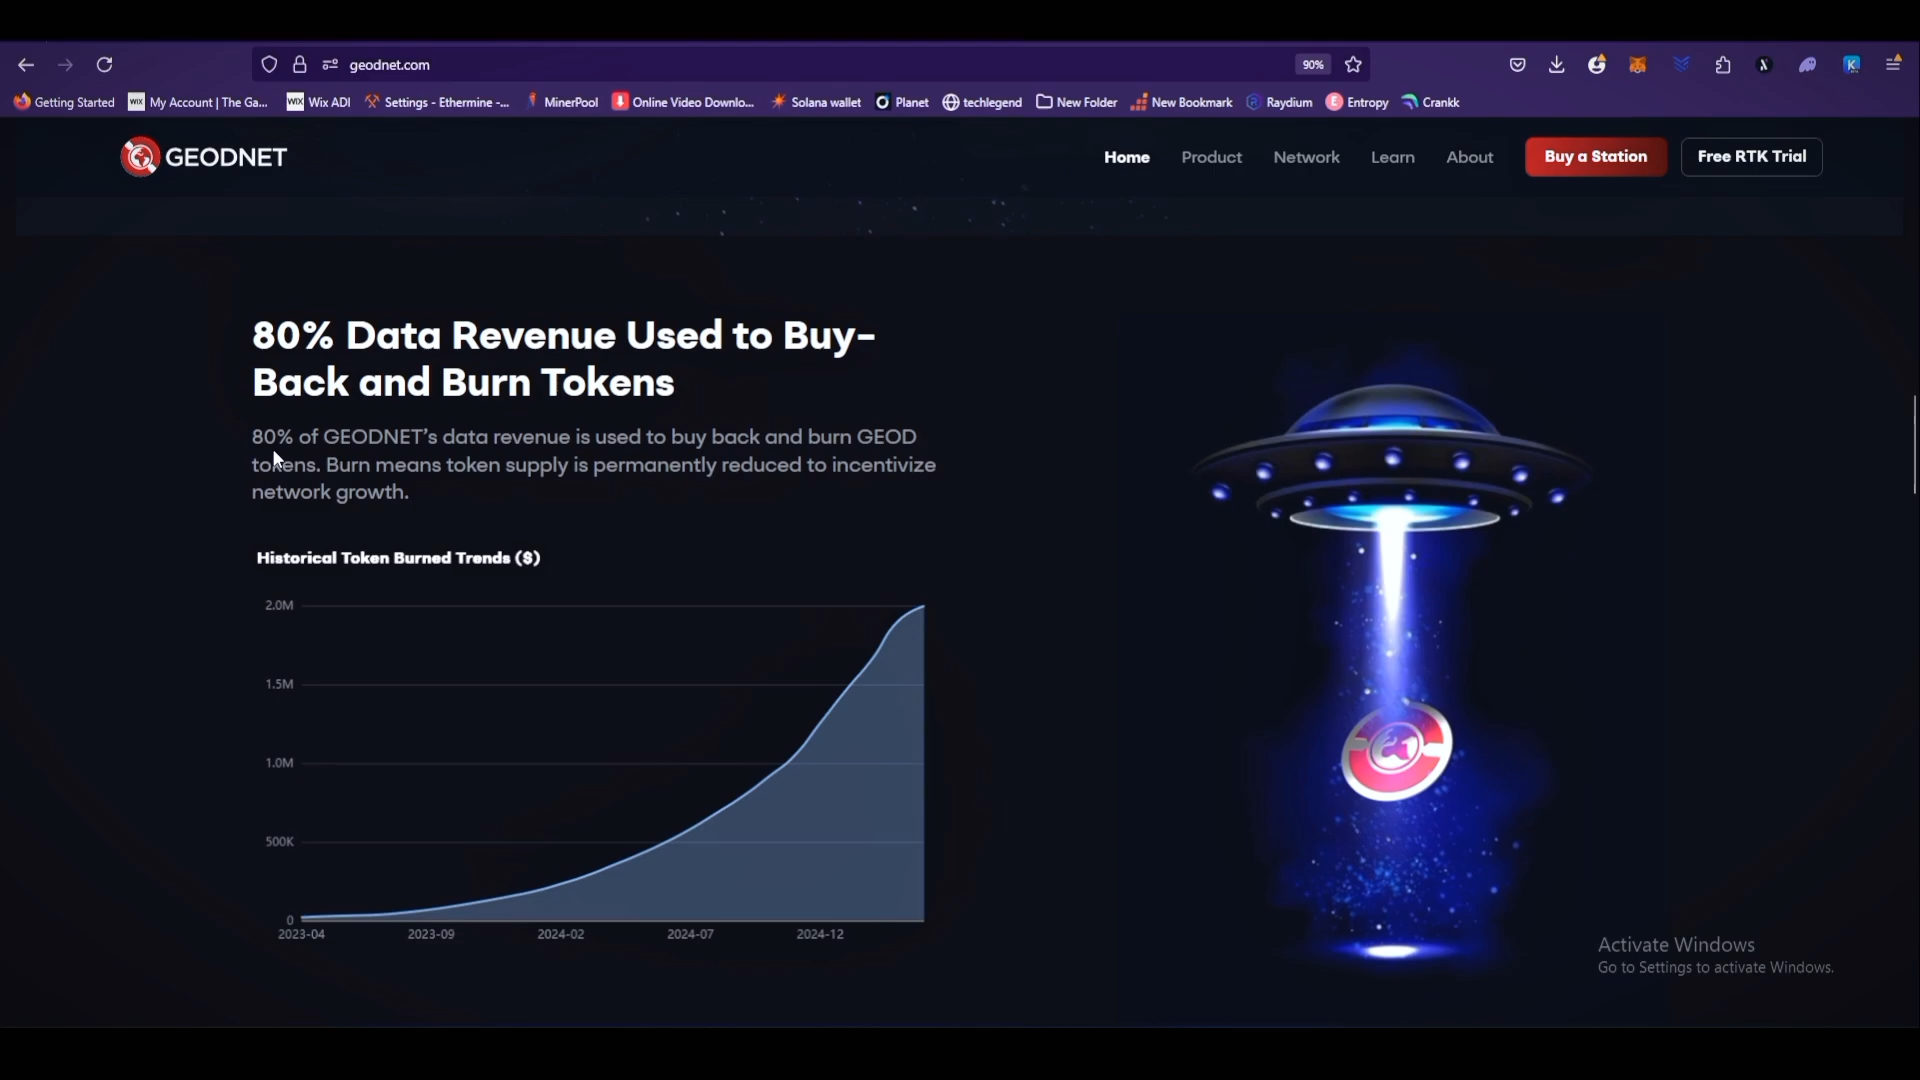 geodnet.com
90%
Getting Started
My Account | The Ga...
WIX
Wix ADI
Settings - Ethermine -...
MinerPool
Online Video Downlo...
Solana wallet
Planet
techlegend
New Folder
New Bookmark
Raydium
Entropy
Crankk
GEODNET
Home
Product
Network
Learn
About
Buy a Station
Free RTK Trial
80% Data Revenue Used to Buy-
Back and Burn Tokens
80% of GEODNET's data revenue is used to buy back and burn GEOD
tokens. Burn means token supply is permanently reduced to incentivize
network growth.
Historical Token Burned Trends ($)
2.0M
1.5M
1.0M
500K
0
2023-04
2023-09
2024-02
2024-07
2024-12
Activate Windows
Go to Settings to activate Windows.